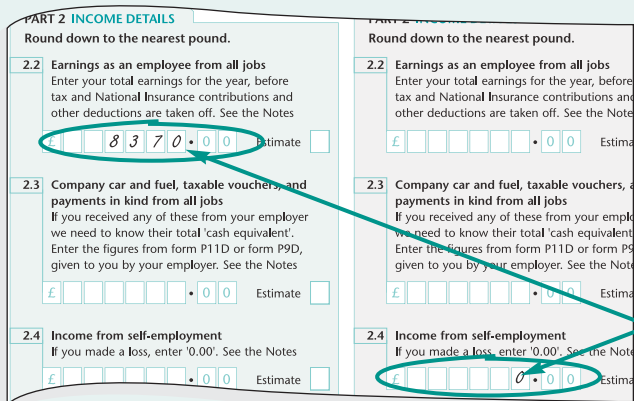 PART 2 INCOME DETAILS
Round down to the nearest pound.
2.2 Earnings as an employee from all jobs
Enter your total earnings for the year, before
tax and National Insurance contributions and
other deductions are taken off. See the Notes
£ 8370.00 Estimate
2.3 Company car and fuel, taxable vouchers, and
payments in kind from all jobs
If you received any of these from your employer
we need to know their total 'cash equivalent'.
Enter the figures from form P11D or form P9D,
given to you by your employer. See the Notes
£ .00 Estimate
2.4 Income from self-employment
If you made a loss, enter '0.00'. See the Notes
£ .00 Estimate
Round down to the nearest pound.
2.2 Earnings as an employee from all jobs
Enter your total earnings for the year, before
tax and National Insurance contributions and
other deductions are taken off. See the Note
£ .00 Estima
2.3 Company car and fuel, taxable vouchers, a
payments in kind from all jobs
If you received any of these from your emplo
we need to know their total 'cash equivalent
Enter the figures from form P11D or form P9
given to you by your employer. See the Note
£ .00 Estima
2.4 Income from self-employment
If you made a loss, enter '0.00'. See the Note
£ 0.00 Estima